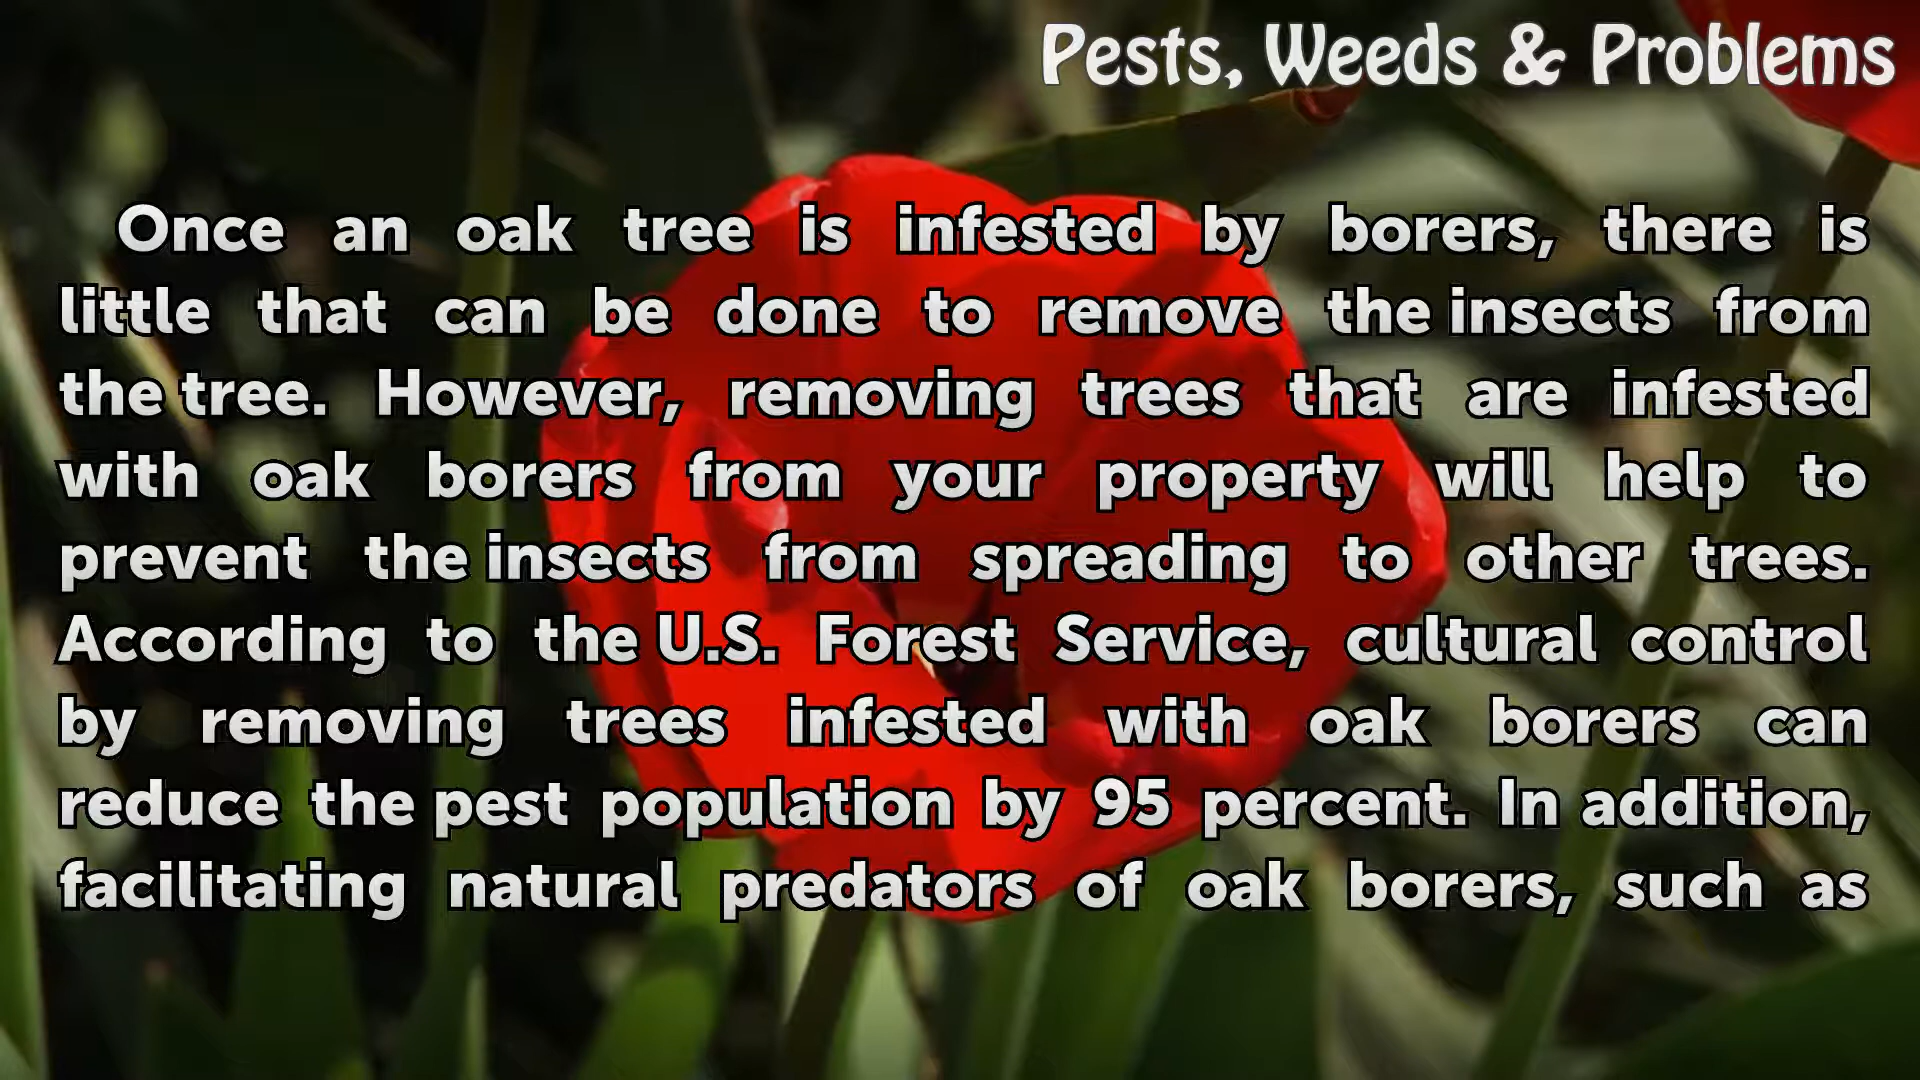 Pests, Weeds & Problems
Once an oak tree is infested by borers, there is
little that can be done to remove the insects from
the tree. However, removing trees that are infested
with oak borers from your property will help to
prevent the insects from spreading to other trees.
According to the U.S. Forest Service, cultural control
by removing trees infested with oak borers can
reduce the pest population by 95 percent. In addition,
facilitating natural predators of oak borers, such as